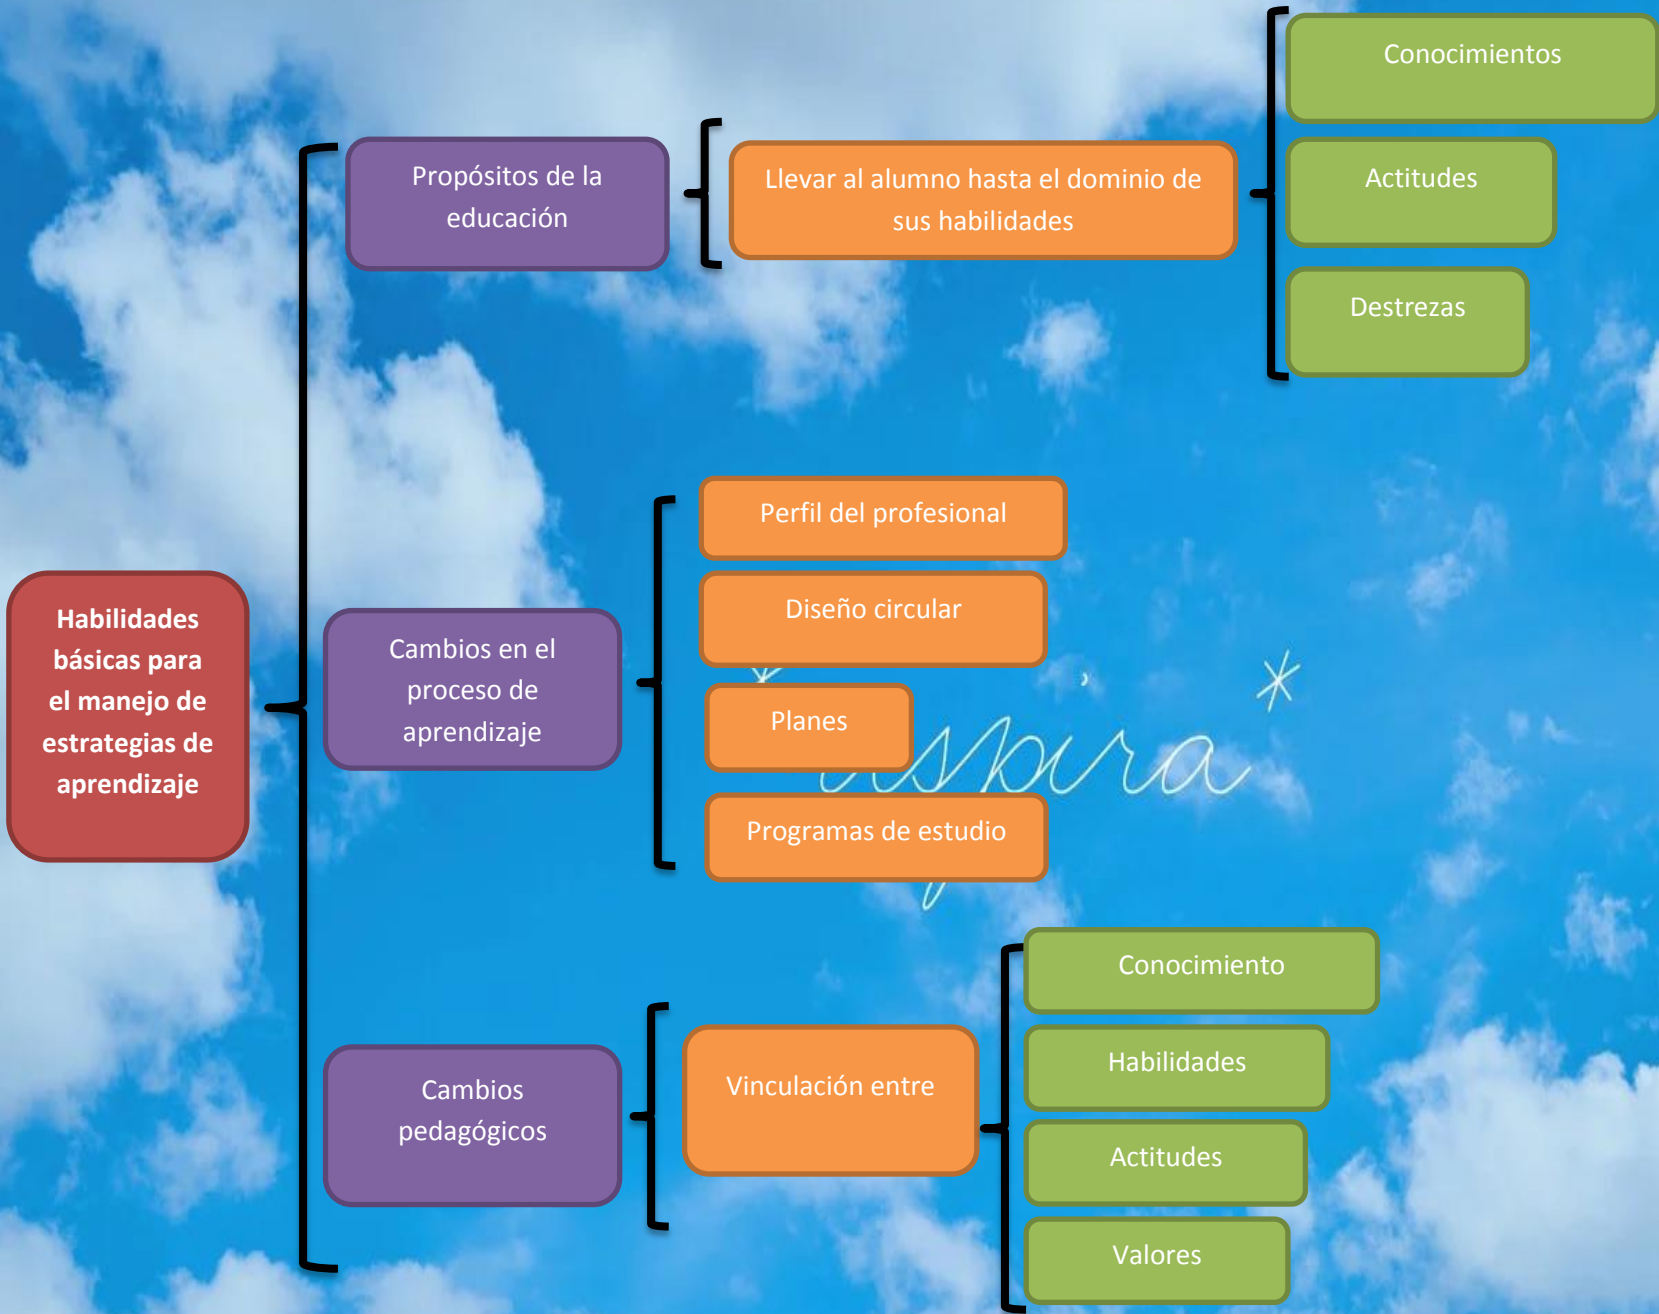 Habilidades
básicas para
el manejo de
estrategias de
aprendizaje
Propósitos de la
educación
Llevar al alumno hasta el dominio de
sus habilidades
Conocimientos
Actitudes
Destrezas
Cambios en el
proceso de
aprendizaje
Perfil del profesional
Diseño circular
Planes
Programas de estudio
Cambios
pedagógicos
Vinculación entre
Conocimiento
Habilidades
Actitudes
Valores